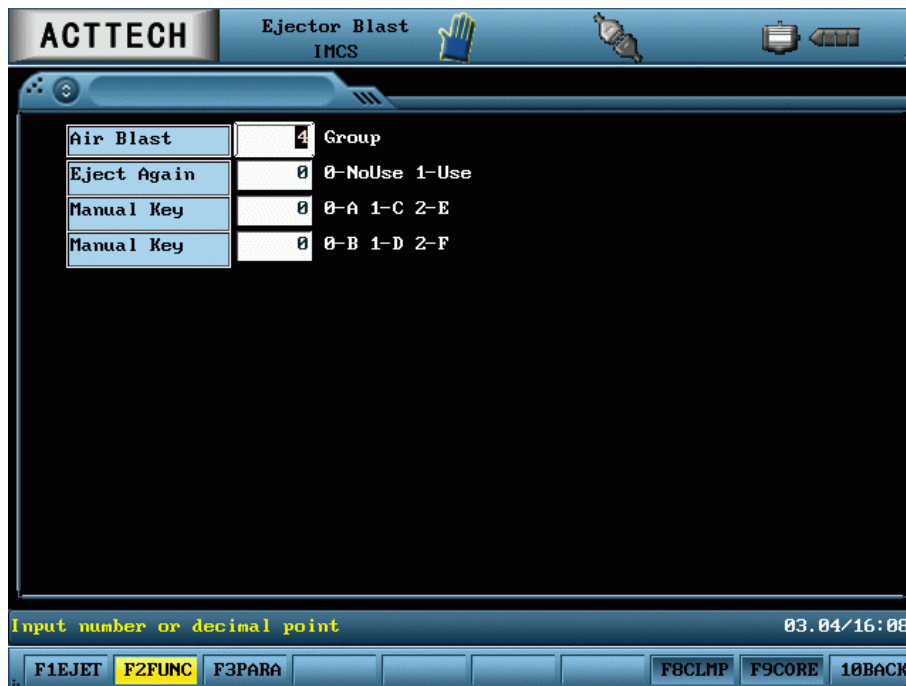 ACTTECH
Ejector Blast
IMCS
Air Blast 4 Group
Eject Again 0 0-NoUse 1-Use
Manual Key 0 0-A 1-C 2-E
Manual Key 0 0-B 1-D 2-F
Input number or decimal point 03.04/16:08
F1EJET F2FUNC F3PARA F8CLMP F9CORE 10BACK